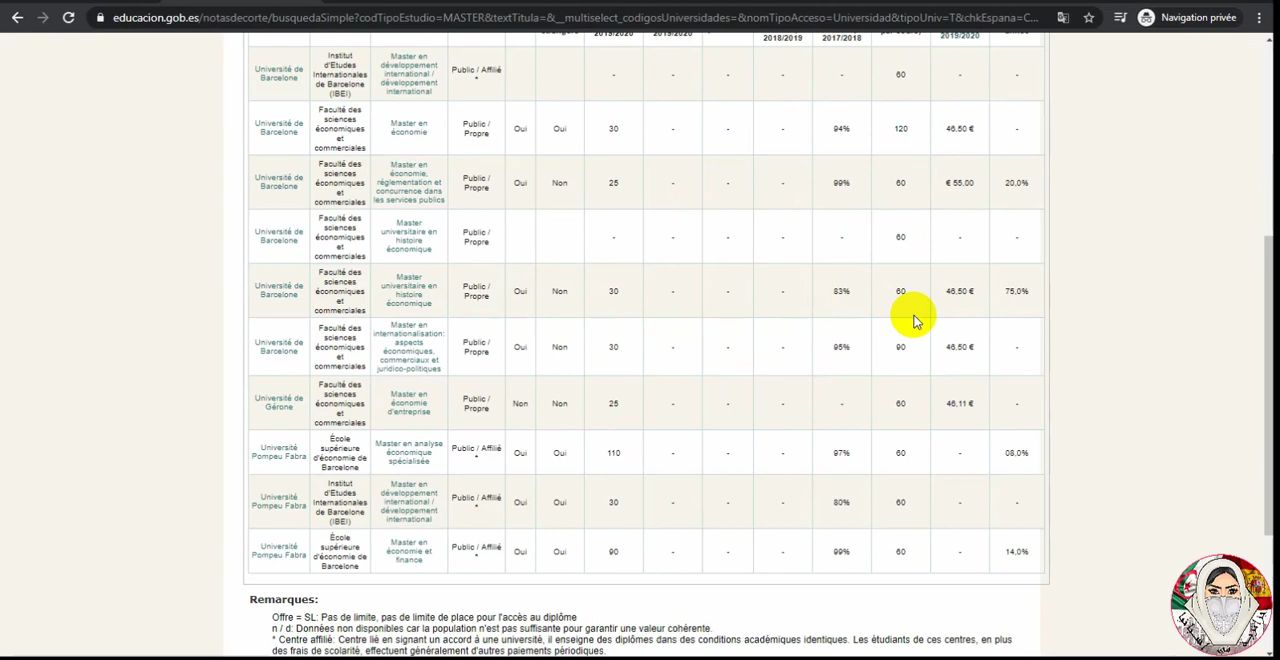 educacion.gob.es/notasdecorte/busquedaSimple?codTipoEstudio=MASTER&textTitula=&__multiselect_codigosUniversidades=&nomTipoAcceso=Universidad&tipoUniv=T&chkEspana=C...
Navigation privée
2019/2020 2019/2020 2018/2019 2017/2018 2019/2020
Université de
Barcelone
Institut
d'Etudes
Internationales
de Barcelone
(IBEI)
Master en
développement
international /
développement
international
Public / Affilié
*
- - - - - 60 - -
Université de
Barcelone
Faculté des
sciences
économiques
et
commerciales
Master en
économie
Public /
Propre
Oui Oui 30 - - - 94% 120 46,50 € -
Université de
Barcelone
Faculté des
sciences
économiques
et
commerciales
Master en
économie,
réglementation et
concurrence dans
les services publics
Public /
Propre
Oui Non 25 - - - 99% 60 € 55,00 20,0%
Université de
Barcelone
Faculté des
sciences
économiques
et
commerciales
Master
universitaire en
histoire
économique
Public /
Propre
- - - - - 60 - -
Université de
Barcelone
Faculté des
sciences
économiques
et
commerciales
Master
universitaire en
histoire
économique
Public /
Propre
Oui Non 30 - - - 83% 60 46,50 € 75,0%
Université de
Barcelone
Faculté des
sciences
économiques
et
commerciales
Master en
internationalisation:
aspects
économiques,
commerciaux et
juridico-politiques
Public /
Propre
Oui Non 30 - - - 95% 90 46,50 € -
Université de
Gérone
Faculté des
sciences
économiques
et
commerciales
Master en
économie
d'entreprise
Public /
Propre
Non Non 25 - - - - 60 46,11 € -
Université
Pompeu Fabra
École
supérieure
d'économie de
Barcelone
Master en analyse
économique
spécialisée
Public / Affilié
*
Oui Oui 110 - - - 97% 60 - 08,0%
Université
Pompeu Fabra
Institut
d'Etudes
Internationales
de Barcelone
(IBEI)
Master en
développement
international /
développement
international
Public / Affilié
*
Oui Oui 30 - - - 80% 60 - -
Université
Pompeu Fabra
École
supérieure
d'économie de
Barcelone
Master en
économie et
finance
Public / Affilié
*
Oui Oui 90 - - - 99% 60 - 14,0%
Remarques:
Offre = SL: Pas de limite, pas de limite de place pour l'accès au diplôme
n / d: Données non disponibles car la population n'est pas suffisante pour garantir une valeur cohérente.
* Centre affilié: Centre lié en signant un accord à une université, il enseigne des diplômes dans des conditions académiques identiques. Les étudiants de ces centres, en plus
des frais de scolarité, effectuent généralement d'autres paiements périodiques.